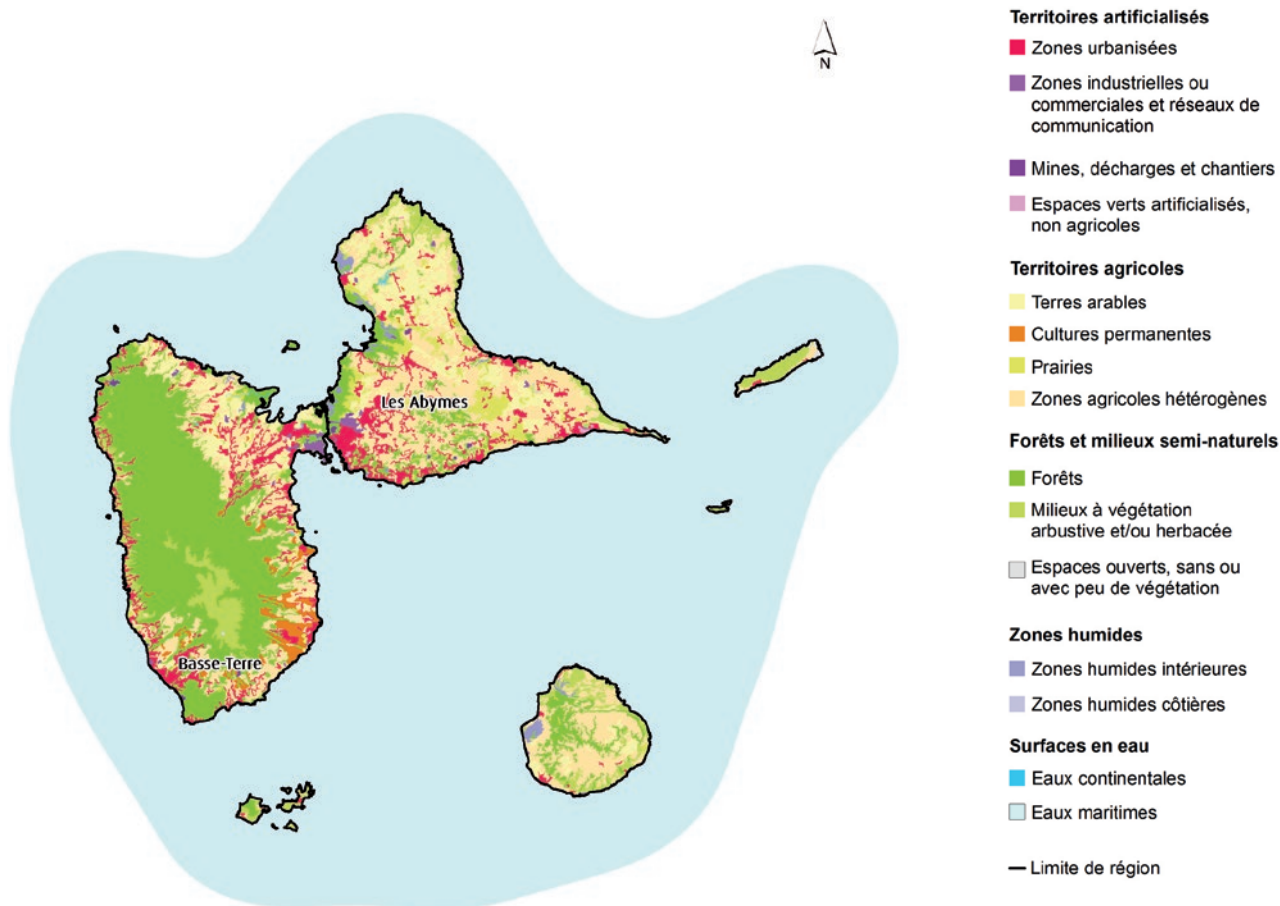 N
Les Abymes
Basse-Terre
Territoires artificialisés
Zones urbanisées
Zones industrielles ou
commerciales et réseaux de
communication
Mines, décharges et chantiers
Espaces verts artificialisés,
non agricoles
Territoires agricoles
Terres arables
Cultures permanentes
Prairies
Zones agricoles hétérogènes
Forêts et milieux semi-naturels
Forêts
Milieux à végétation
arbustive et/ou herbacée
Espaces ouverts, sans ou
avec peu de végétation
Zones humides
Zones humides intérieures
Zones humides côtières
Surfaces en eau
Eaux continentales
Eaux maritimes
Limite de région